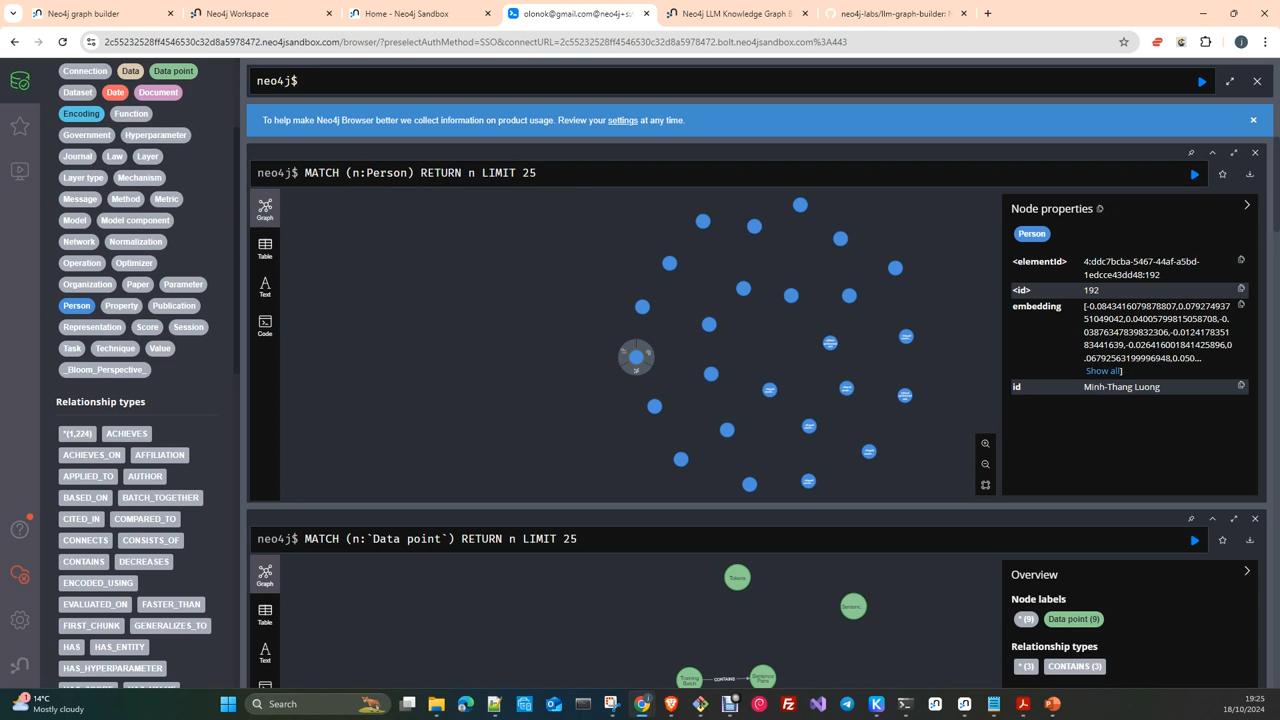 Neo4j graph builder
Neo4j Workspace
Home - Neo4j Sandbox
olonok@gmail.com@neo4j+s:/
Neo4j LLM Knowledge Graph B
neo4j-labs/llm-graph-builder: N
2c55232528ff4546530c32d8a5978472.neo4jsandbox.com/browser/?preselectAuthMethod=SSO&connectURL=2c55232528ff4546530c32d8a5978472.bolt.neo4jsandbox.com%3A443
Connection Data Data point
Dataset Date Document
Encoding Function
Government Hyperparameter
Journal Law Layer
Layer type Mechanism
Message Method Metric
Model Model component
Network Normalization
Operation Optimizer
Organization Paper Parameter
Person Property Publication
Representation Score Session
Task Technique Value
_Bloom_Perspective_
Relationship types
*(1,224) ACHIEVES
ACHIEVES_ON AFFILIATION
APPLIED_TO AUTHOR
BASED_ON BATCH_TOGETHER
CITED_IN COMPARED_TO
CONNECTS CONSISTS_OF
CONTAINS DECREASES
ENCODED_USING
EVALUATED_ON FASTER_THAN
FIRST_CHUNK GENERALIZES_TO
HAS HAS_ENTITY
HAS_HYPERPARAMETER
neo4j$
To help make Neo4j Browser better we collect information on product usage. Review your settings at any time.
neo4j$ MATCH (n:Person) RETURN n LIMIT 25
Graph
Table
Text
Code
Node properties
Person
<elementId> 4:ddc7bcba-5467-44af-a5bd-
1edcce43dd48:192
<id> 192
embedding [-0.0843416079878807,0.079274937
51049042,0.04005799815058708,-0.0
3876347839832306,-0.0124178351
83441639,-0.026416001841425896,
0.06792563199996948,0.050...
Show all]
id Minh-Thang Luong
neo4j$ MATCH (n:`Data point`) RETURN n LIMIT 25
Graph
Table
Text
Tokens
Sentenc...
Training
Batch
CONTAINS
Sentence
Pairs
Overview
Node labels
* (9) Data point (9)
Relationship types
* (3) CONTAINS (3)
1
14°C
Mostly cloudy
Search
19:25
18/10/2024